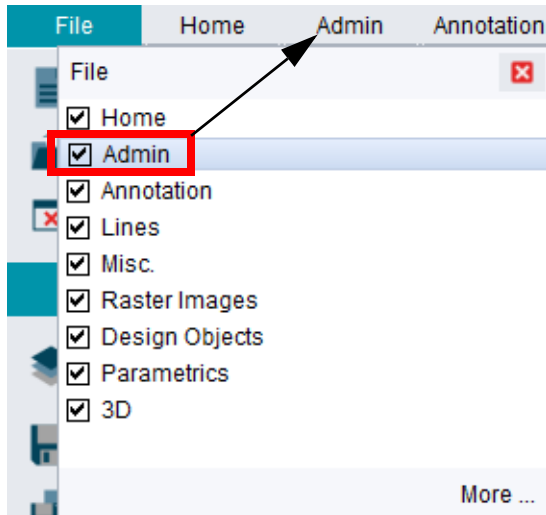 File Home Admin Annotation
File
Home
Admin
Annotation
Lines
Misc.
Raster Images
Design Objects
Parametrics
3D
More ...